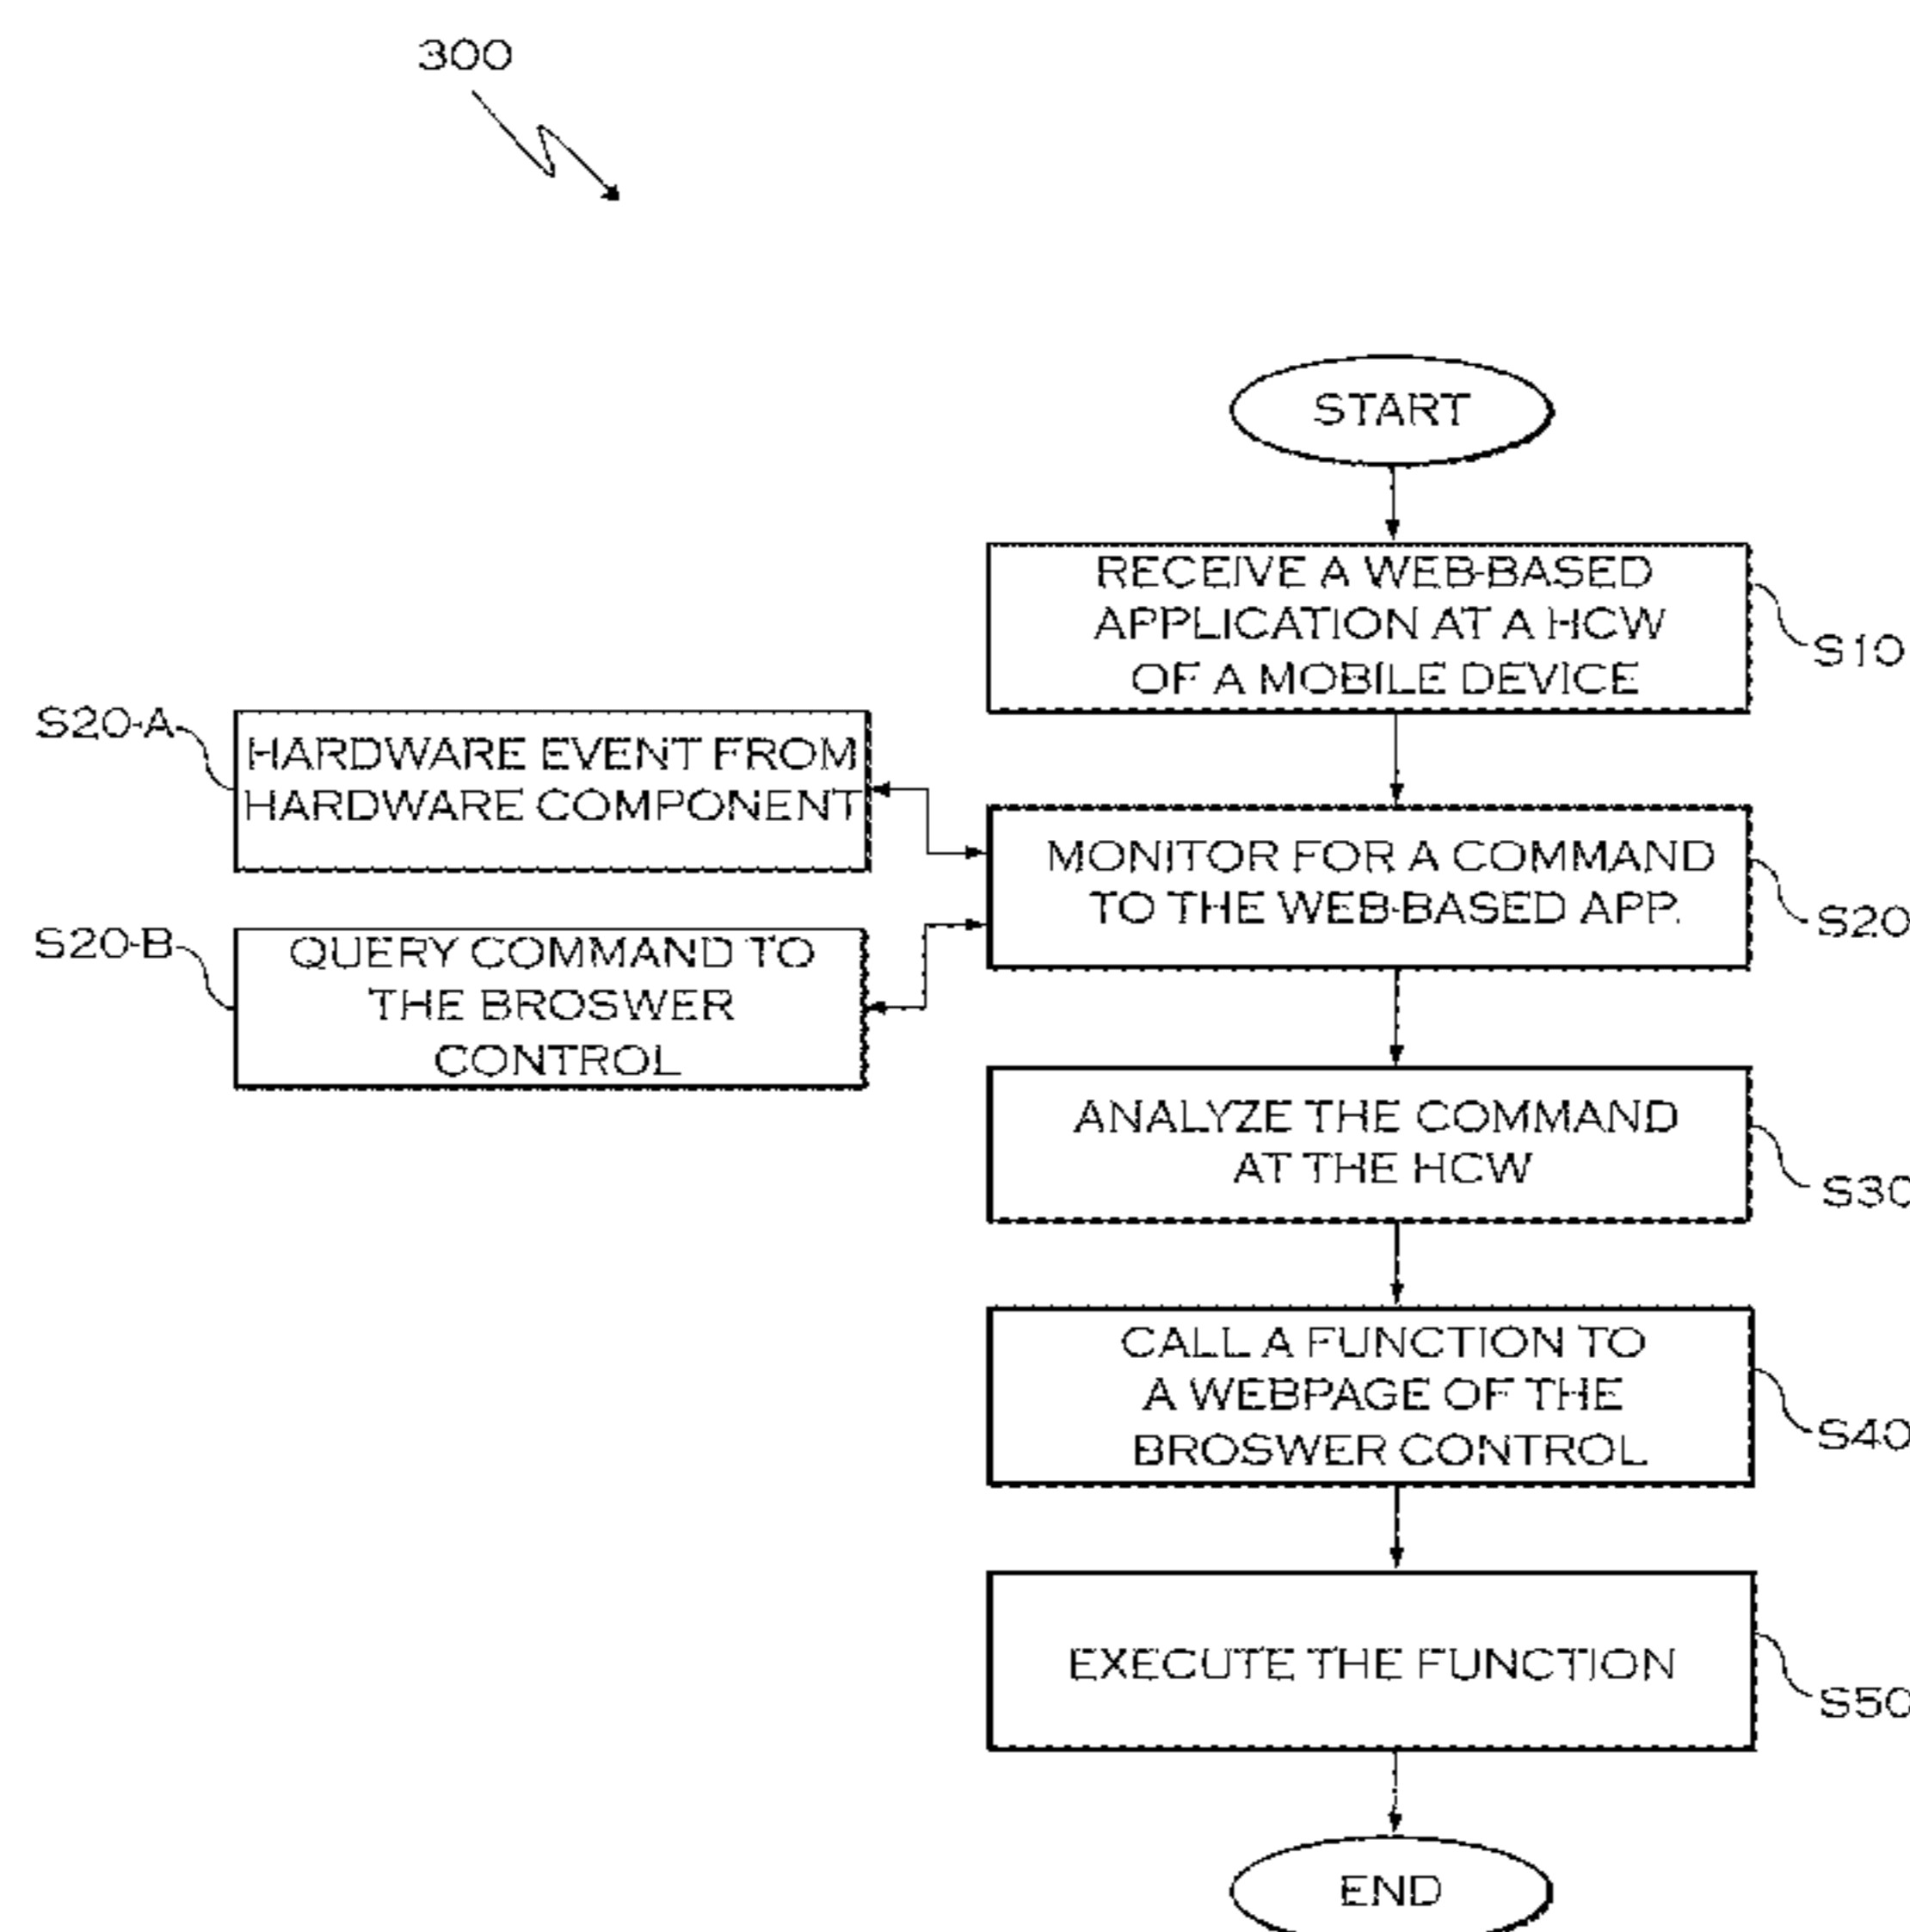 300
START
RECEIVE A WEB-BASED
APPLICATION AT A HCW
OF A MOBILE DEVICE
S10
S20-A
HARDWARE EVENT FROM
HARDWARE COMPONENT
MONITOR FOR A COMMAND
TO THE WEB-BASED APP.
S20
S20-B
QUERY COMMAND TO
THE BROSWER
CONTROL
ANALYZE THE COMMAND
AT THE HCW
S30
CALL A FUNCTION TO
A WEBPAGE OF THE
BROSWER CONTROL
S40
EXECUTE THE FUNCTION
S50
END